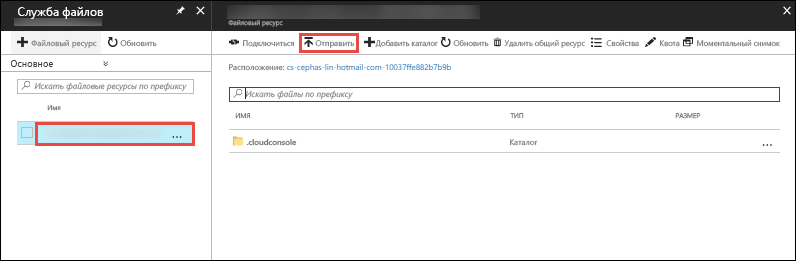 Служба файлов
Файловый ресурс
Обновить
Основное
Искать файловые ресурсы по префиксу
Имя
...
Файловый ресурс
Подключиться
Отправить
Добавить каталог
Обновить
Удалить общий ресурс
Свойства
Квота
Моментальный снимок
Расположение: cs-cephas-lin-hotmail-com-10037ffe882b7b9b
Искать файлы по префиксу
ИМЯ
ТИП
РАЗМЕР
.cloudconsole
Каталог
...